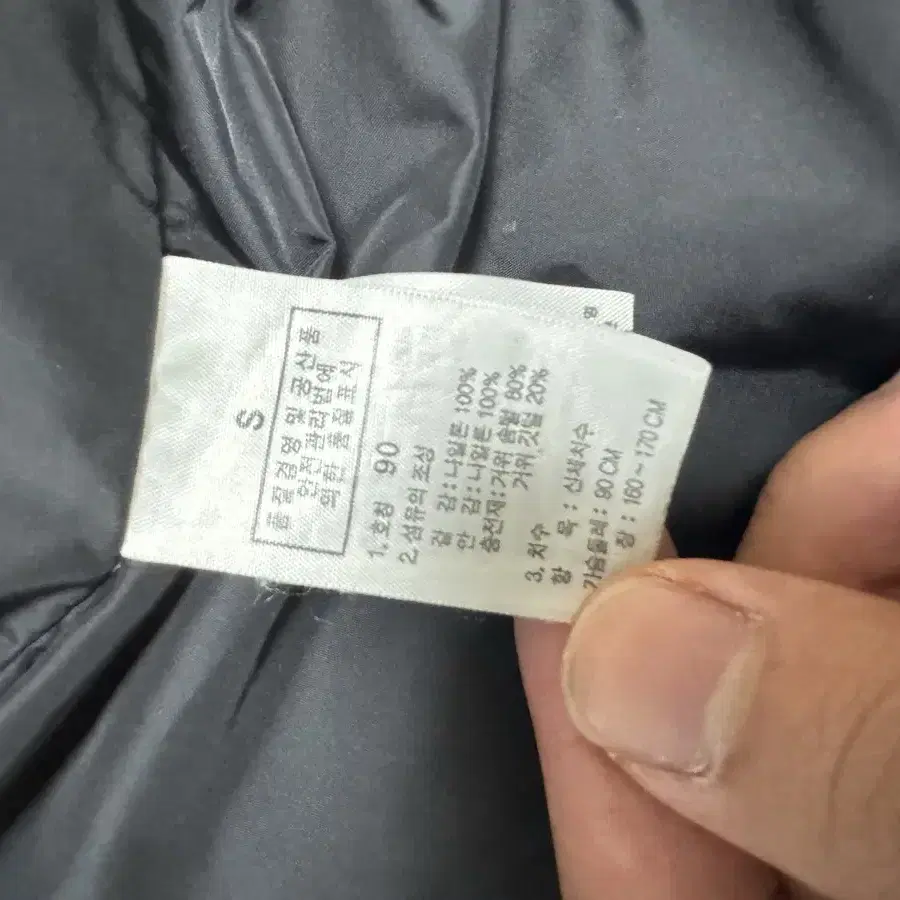 S
품질경영 및 공산품
안전관리법에
의한 품질표시
1. 호칭 90
2. 섬유의 조성
겉 감 : 나일론 100%
안 감 : 나일론 100%
충전재 : 거위 솜털 80%
거위 깃털 20%
3. 치수
항 목 : 신체치수
가슴둘레 : 90 CM
장 : 160~170 CM